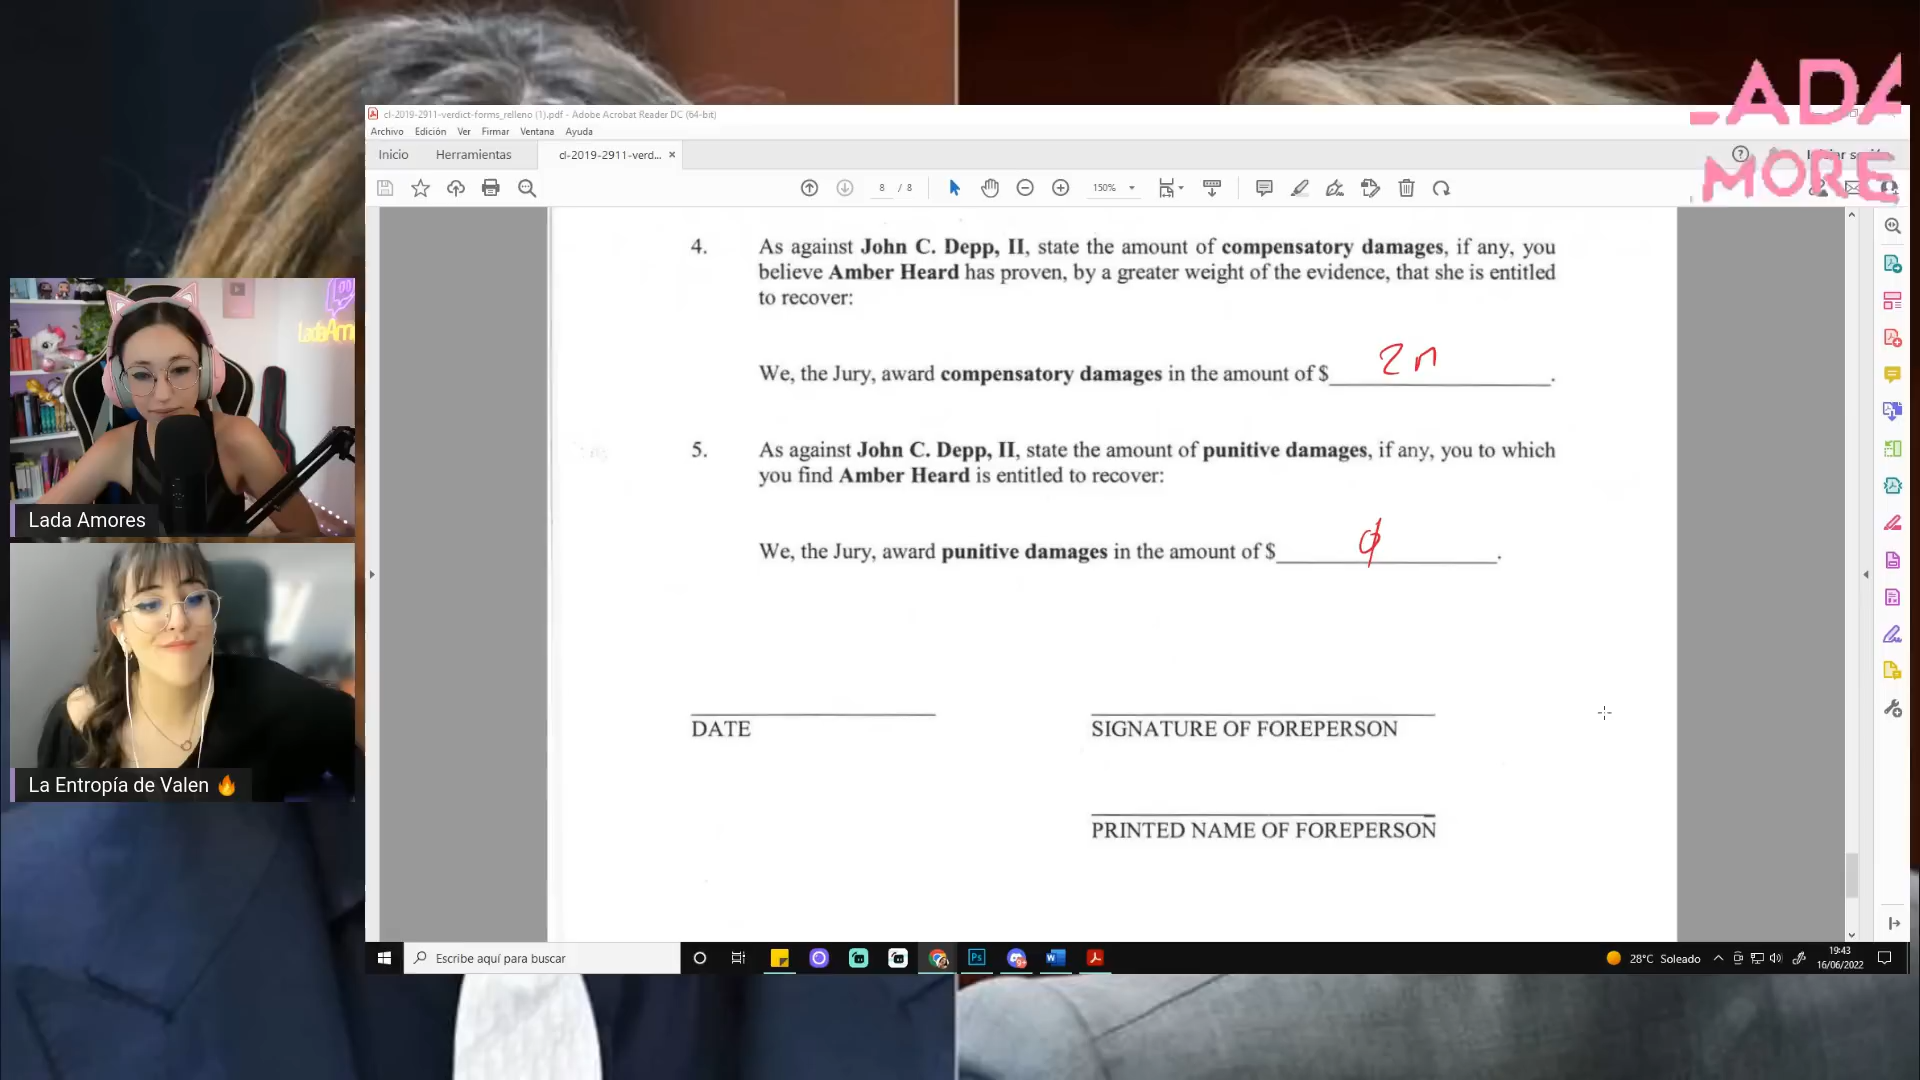 LADA
MORE
cl-2019-2911-verdict-forms_relleno (1).pdf - Adobe Acrobat Reader DC (64-bit)
Archivo Edición Ver Firmar Ventana Ayuda
Inicio Herramientas cl-2019-2911-verd... ×
8 / 8 150%
4. As against John C. Depp, II, state the amount of compensatory damages, if any, you
believe Amber Heard has proven, by a greater weight of the evidence, that she is entitled
to recover:
We, the Jury, award compensatory damages in the amount of $ 2m.
5. As against John C. Depp, II, state the amount of punitive damages, if any, you to which
you find Amber Heard is entitled to recover:
We, the Jury, award punitive damages in the amount of $ 0.
DATE SIGNATURE OF FOREPERSON
PRINTED NAME OF FOREPERSON
Lada Amores
La Entropía de Valen 🔥
Escribe aquí para buscar
Ps
28°C Soleado
19:43
16/06/2022